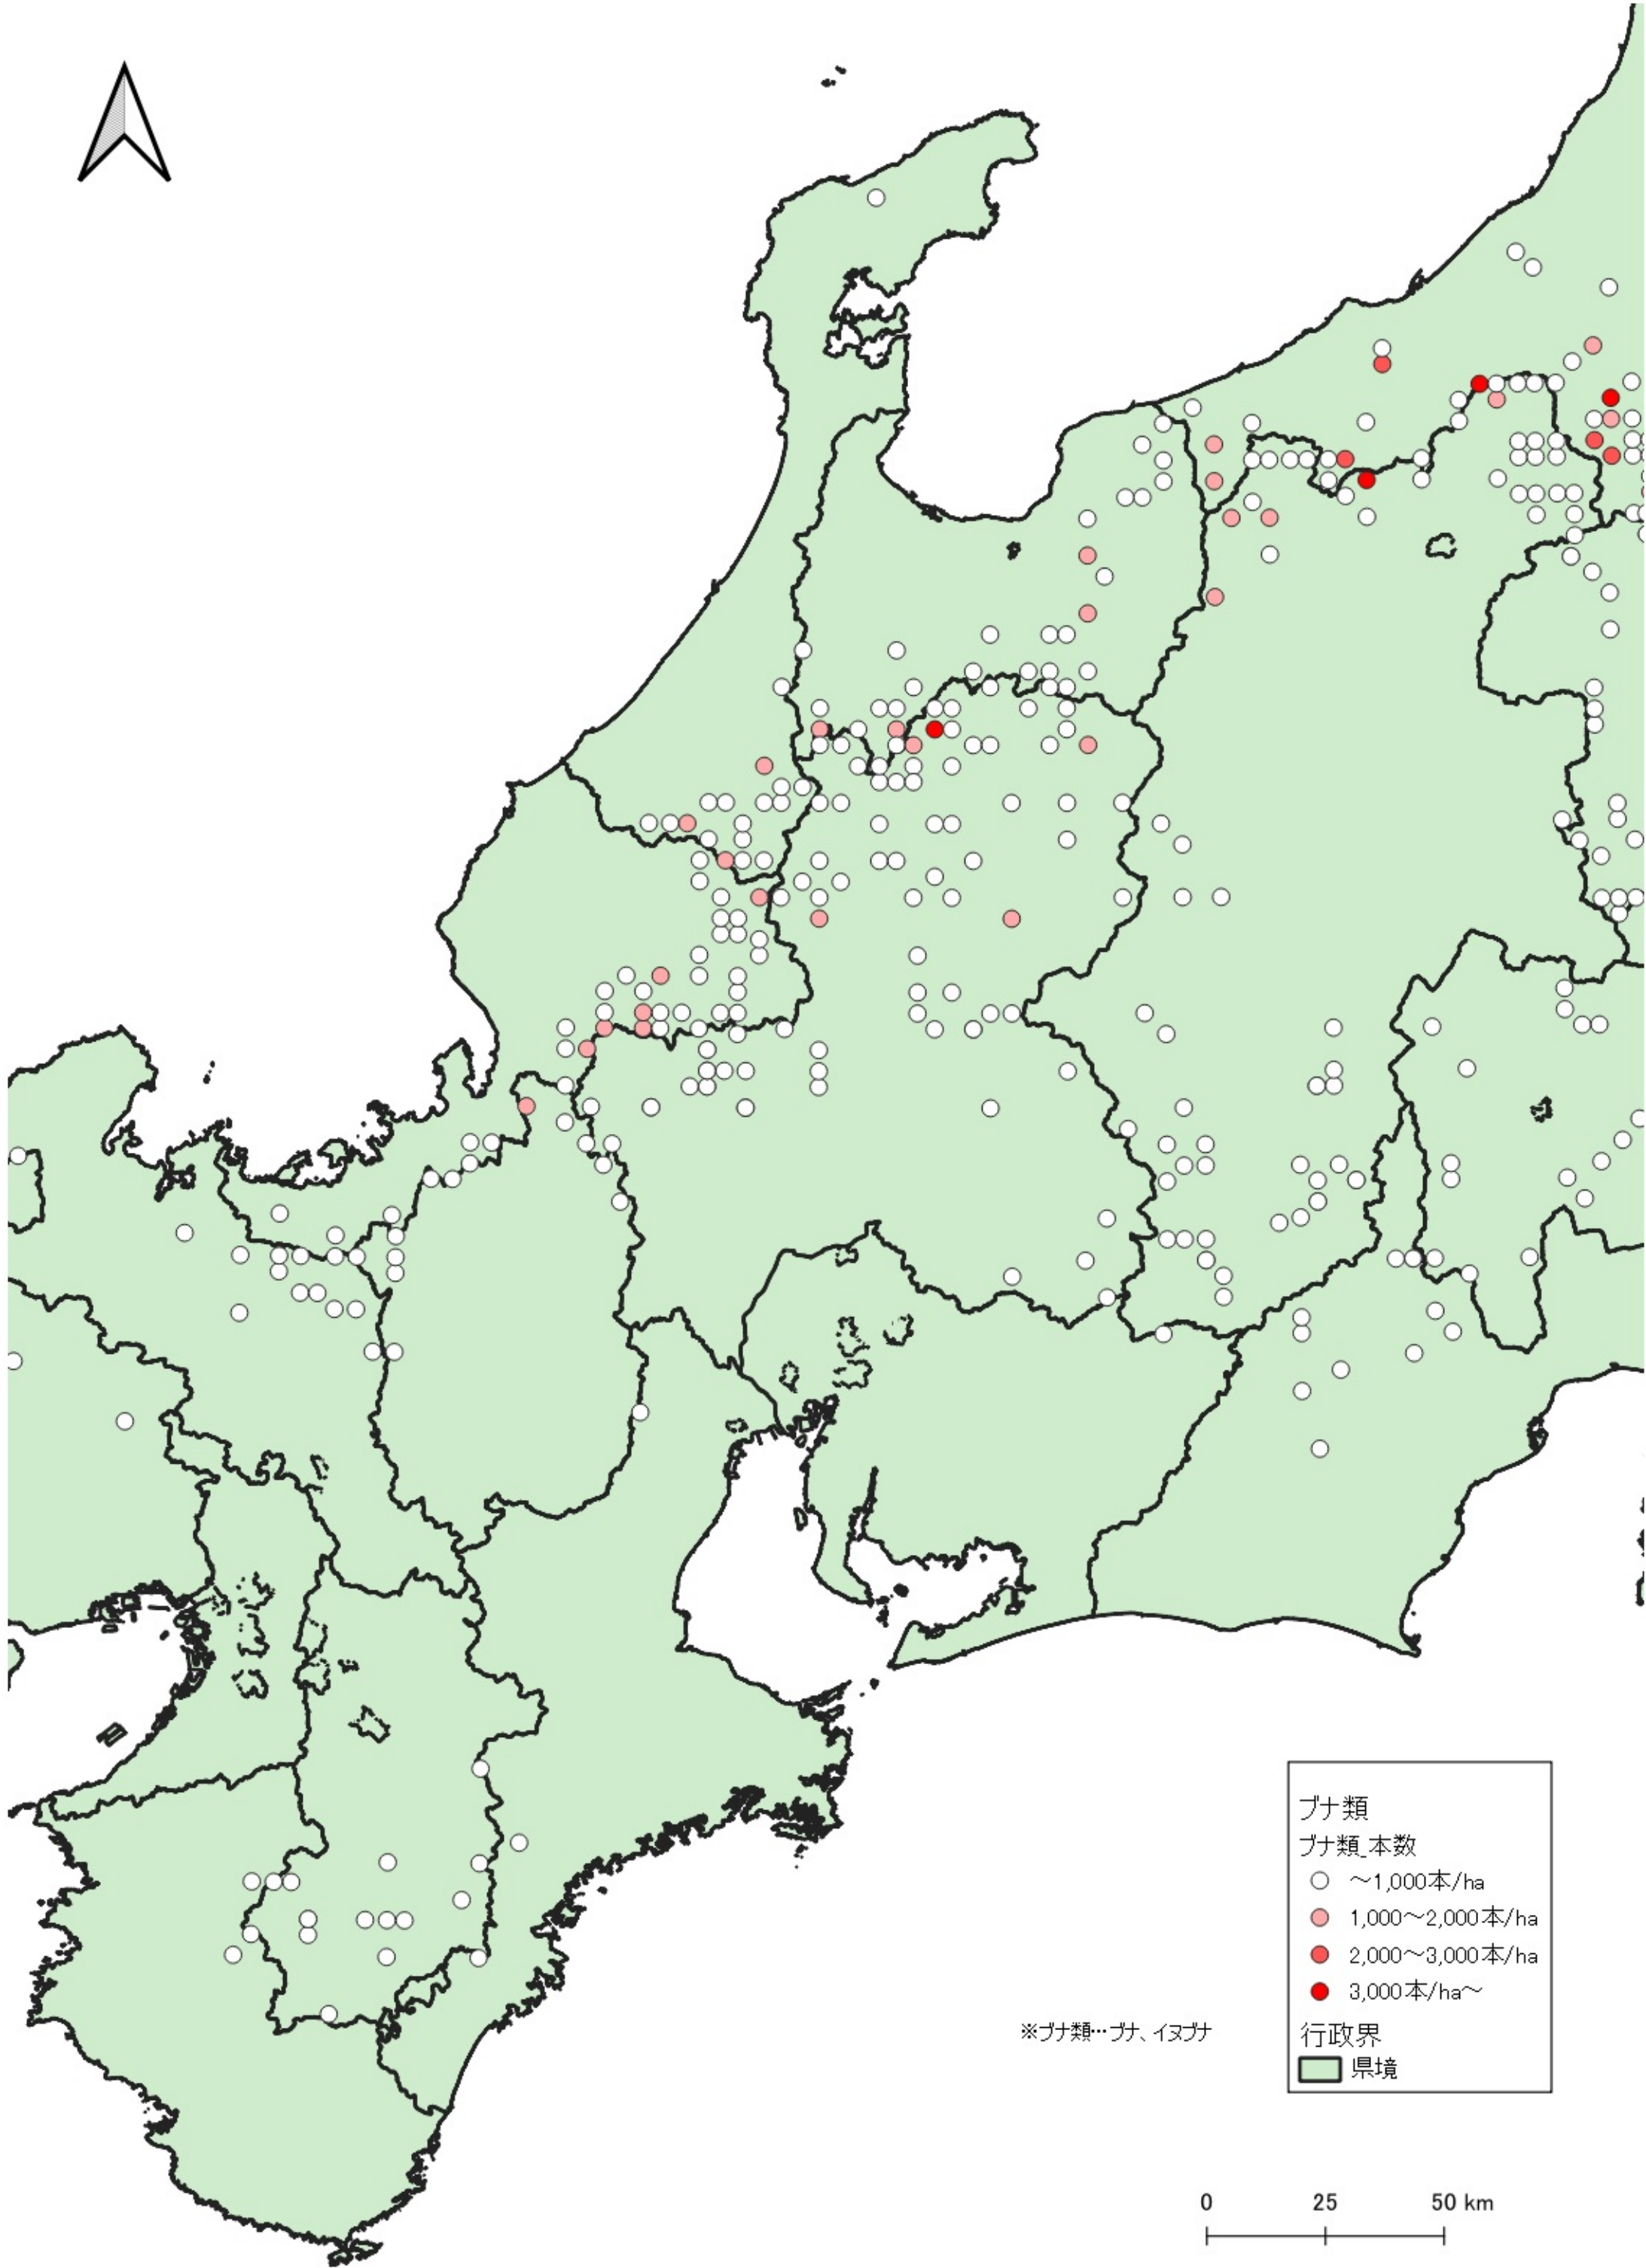 ブナ類
ブナ類_本数
～1,000本/ha
1,000～2,000本/ha
2,000～3,000本/ha
3,000本/ha～
※ブナ類…ブナ、イヌブナ
行政界
県境
0 25 50 km